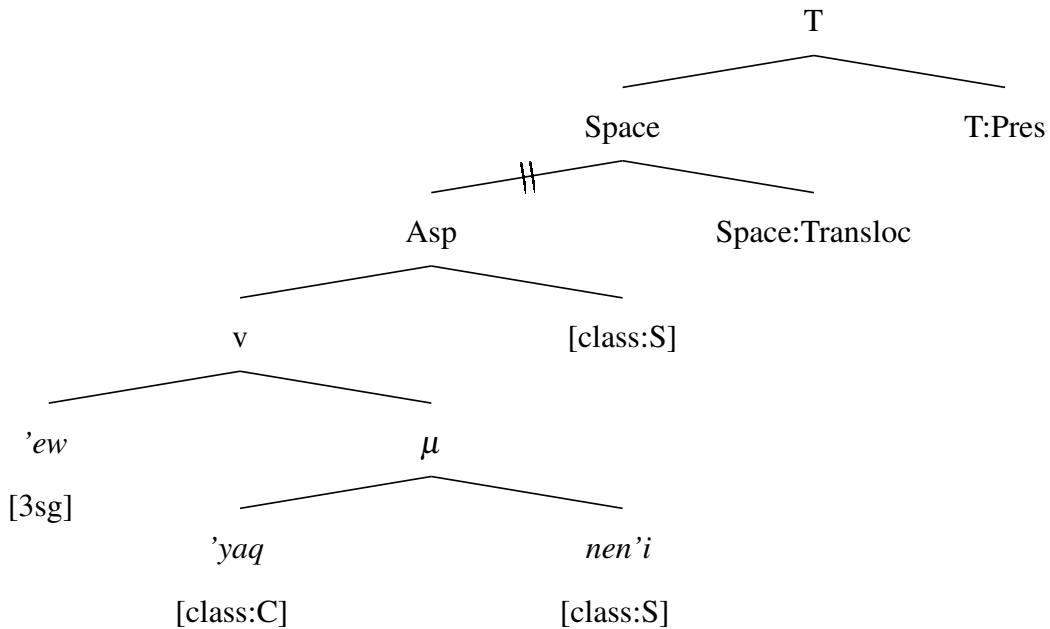 T
Space T:Pres
Asp Space:Transloc
v [class:S]
’ew μ
[3sg]
’yaq nen’i
[class:C] [class:S]